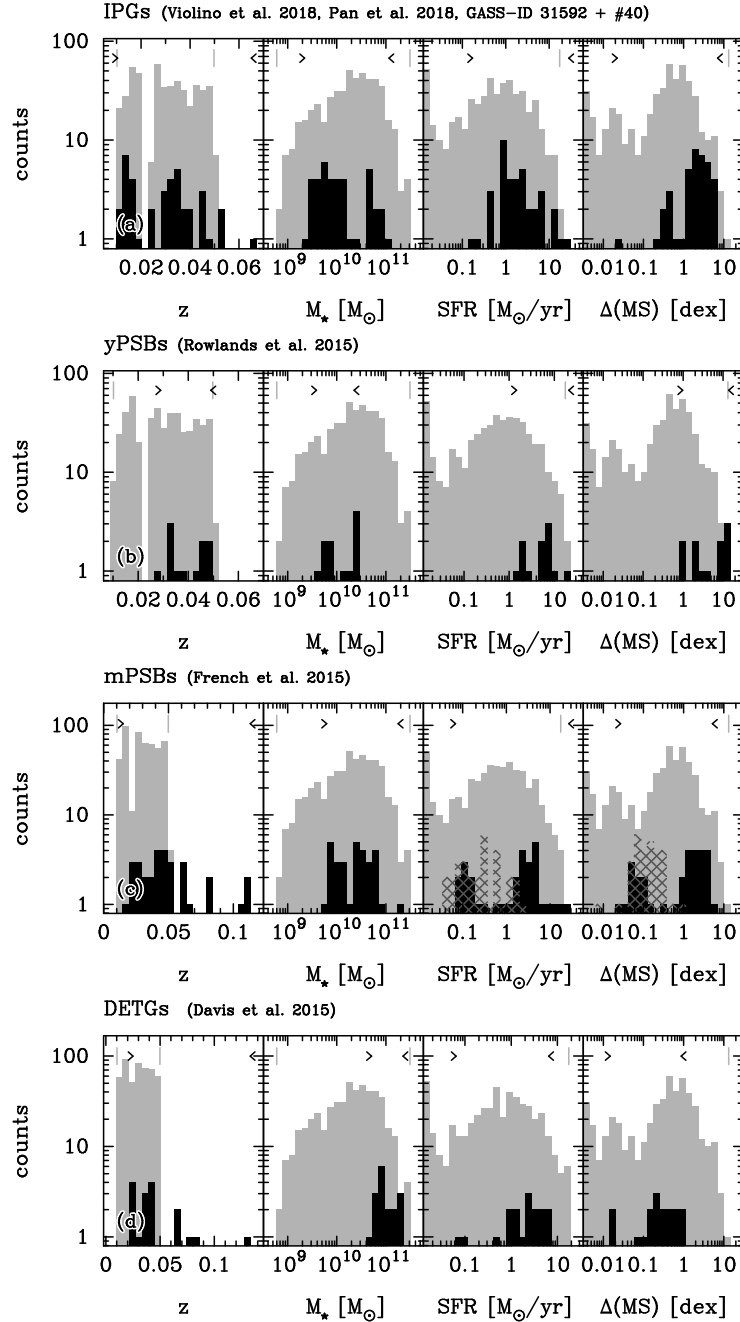 IPGs (Violino et al. 2018, Pan et al. 2018, GASS-ID 31592 + #40)
counts
100
10
1
(a)
0.02 0.04 0.06 10⁹ 10¹⁰ 10¹¹ 0.1 1 10 0.01 0.1 1 10
z M⋆ [M⊙] SFR [M⊙/yr] Δ(MS) [dex]
yPSBs (Rowlands et al. 2015)
counts
100
10
1
(b)
0.02 0.04 0.06 10⁹ 10¹⁰ 10¹¹ 0.1 1 10 0.01 0.1 1 10
z M⋆ [M⊙] SFR [M⊙/yr] Δ(MS) [dex]
mPSBs (French et al. 2015)
counts
100
10
1
(c)
0 0.05 0.1 10⁹ 10¹⁰ 10¹¹ 0.1 1 10 0.01 0.1 1 10
z M⋆ [M⊙] SFR [M⊙/yr] Δ(MS) [dex]
DETGs (Davis et al. 2015)
counts
100
10
1
(d)
0 0.05 0.1 10⁹ 10¹⁰ 10¹¹ 0.1 1 10 0.01 0.1 1 10
z M⋆ [M⊙] SFR [M⊙/yr] Δ(MS) [dex]